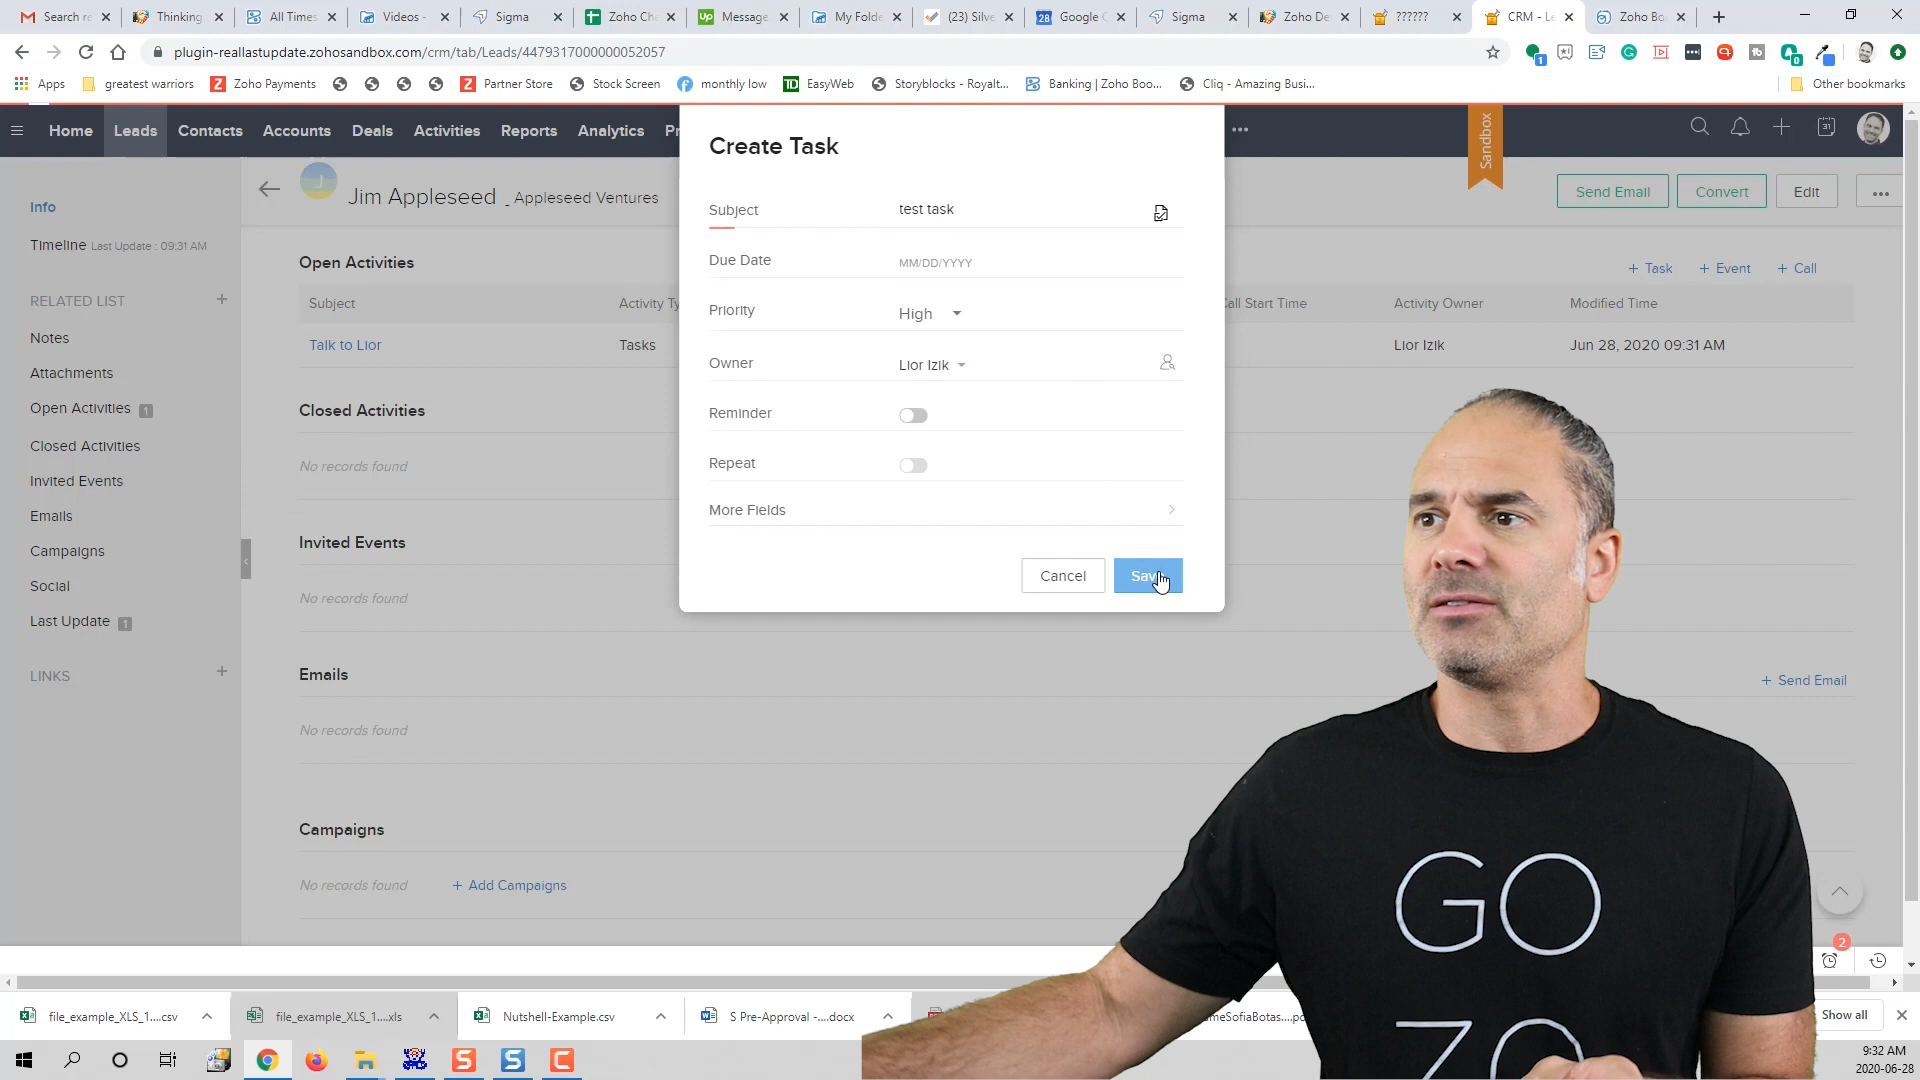 Search re
Thinking
All Times
Videos -
Sigma
Zoho Ch
Message
My Folde
(23) Silve
Google C
Sigma
Zoho De
??????
CRM - Le
Zoho Bo
plugin-reallastupdate.zohosandbox.com/crm/tab/Leads/4479317000000052057
Apps
greatest warriors
Zoho Payments
Partner Store
Stock Screen
monthly low
EasyWeb
Storyblocks - Royalt...
Banking | Zoho Boo...
Cliq - Amazing Busi...
Other bookmarks
Home
Leads
Contacts
Accounts
Deals
Activities
Reports
Analytics
Sandbox
31
Create Task
Subject
test task
Due Date
MM/DD/YYYY
Priority
High
Owner
Lior Izik
Reminder
Repeat
More Fields
Cancel
J
Jim Appleseed - Appleseed Ventures
Send Email
Convert
Edit
Info
Timeline Last Update : 09:31 AM
RELATED LIST
Notes
Attachments
Open Activities 1
Closed Activities
Invited Events
Emails
Campaigns
Social
Last Update 1
LINKS
Open Activities
+ Task
+ Event
+ Call
Subject
Activity Ty
Call Start Time
Activity Owner
Modified Time
Talk to Lior
Tasks
Lior Izik
Jun 28, 2020 09:31 AM
Closed Activities
No records found
Invited Events
No records found
Emails
+ Send Email
No records found
Campaigns
No records found
+ Add Campaigns
2
GO
ZO
file_example_XLS_1....csv
file_example_XLS_1....xls
Nutshell-Example.csv
S Pre-Approval -....docx
ameSofiaBotas....pd
Show all
9:32 AM
2020-06-28